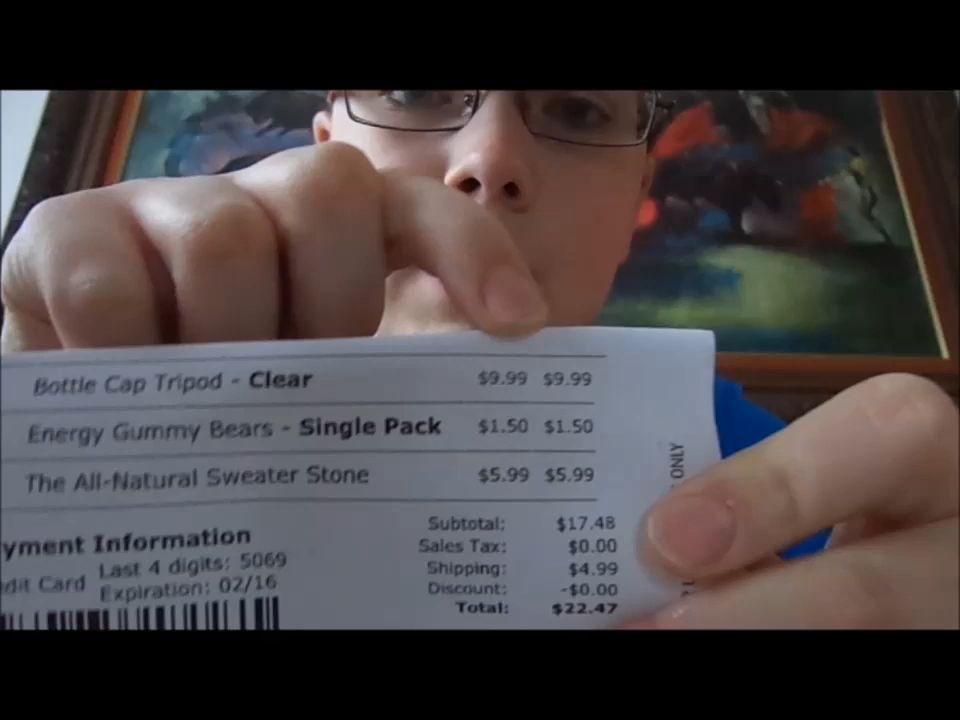 Bottle Cap Tripod - Clear $9.99 $9.99
Energy Gummy Bears - Single Pack $1.50 $1.50
The All-Natural Sweater Stone $5.99 $5.99
Subtotal: $17.48
Sales Tax: $0.00
Shipping: $4.99
Discount: -$0.00
Total: $22.47
yment Information
dit Card Last 4 digits: 5069
Expiration: 02/16
ONLY